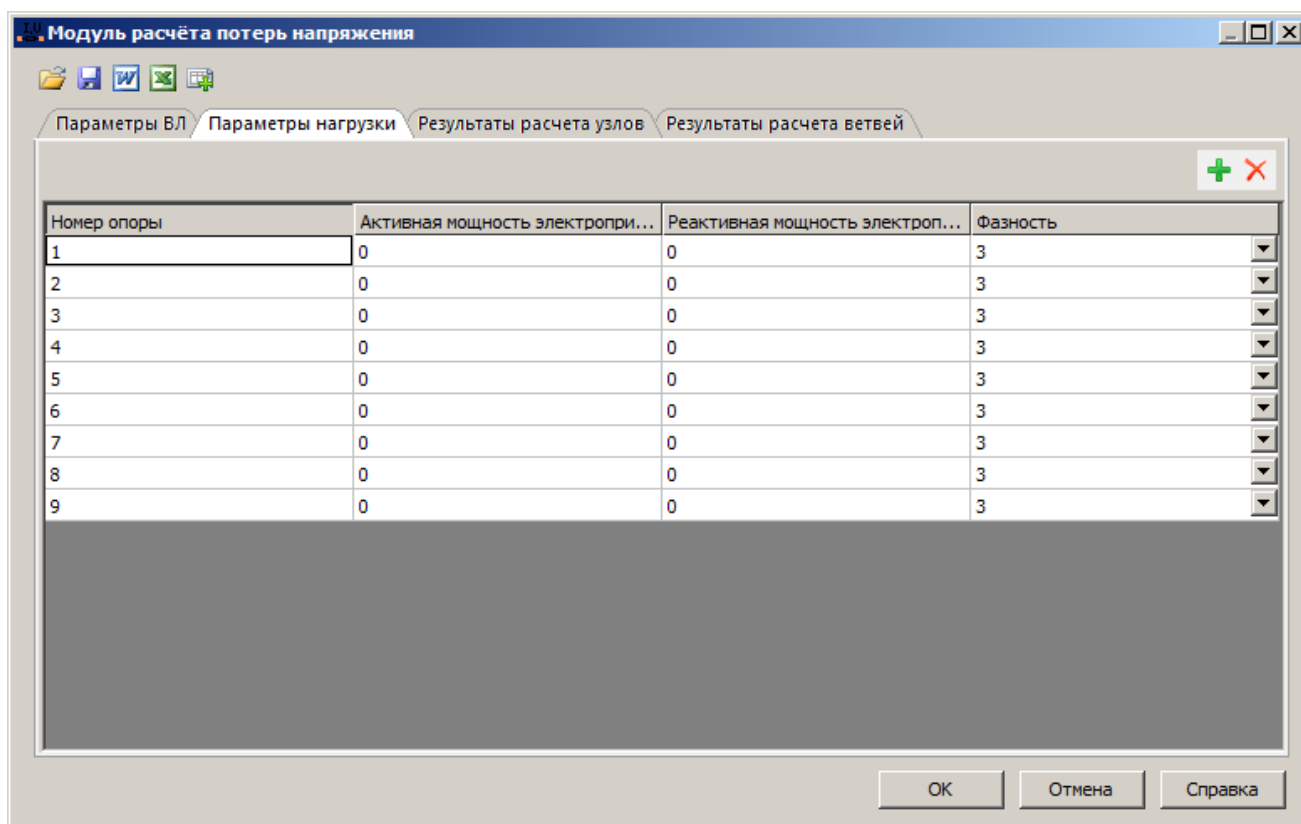 Модуль расчёта потерь напряжения
Параметры ВЛ Параметры нагрузки Результаты расчета узлов Результаты расчета ветвей
Номер опоры Активная мощность электропри... Реактивная мощность электроп... Фазность
1 0 0 3
2 0 0 3
3 0 0 3
4 0 0 3
5 0 0 3
6 0 0 3
7 0 0 3
8 0 0 3
9 0 0 3
OK Отмена Справка